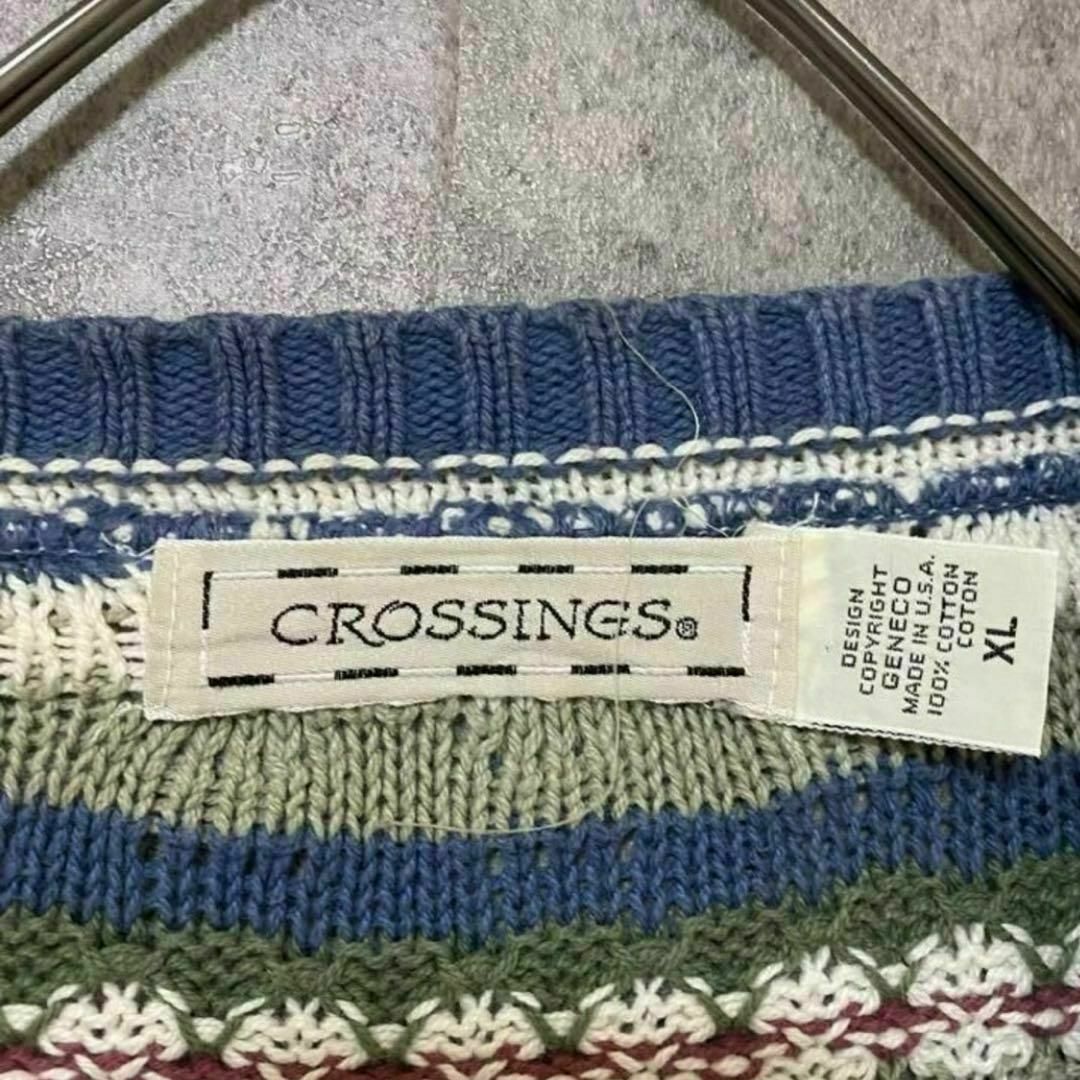 CROSSINGS®
DESIGN
COPYRIGHT
GENECO
MADE IN U.S.A.
100% COTTON
COTON
XL